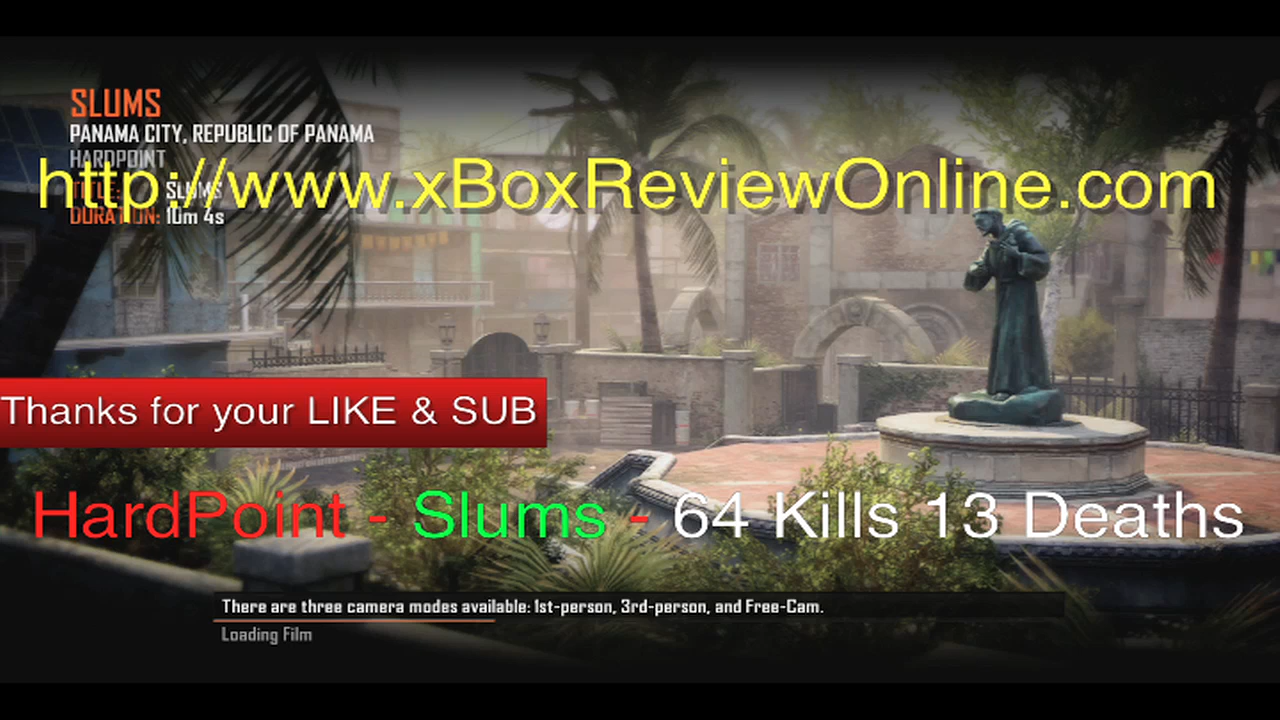 SLUMS
PANAMA CITY, REPUBLIC OF PANAMA
HARDPOINT
http://www.xBoxReviewOnline.com
TITLE: SLUMS
DURATION: 10m 4s
Thanks for your LIKE & SUB
HardPoint - Slums - 64 Kills 13 Deaths
There are three camera modes available: 1st-person, 3rd-person, and Free-Cam.
Loading Film